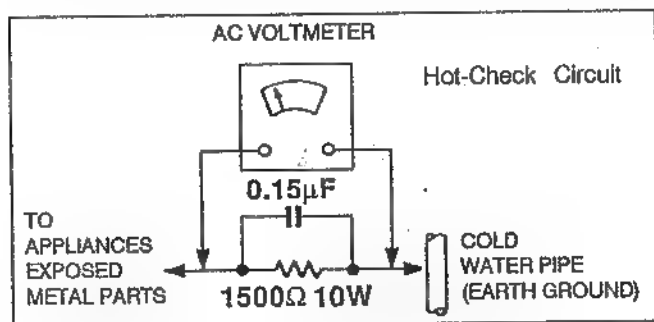 AC VOLTMETER
Hot-Check Circuit
0.15µF
TO
APPLIANCES
EXPOSED
METAL PARTS
1500Ω 10W
COLD
WATER PIPE
(EARTH GROUND)